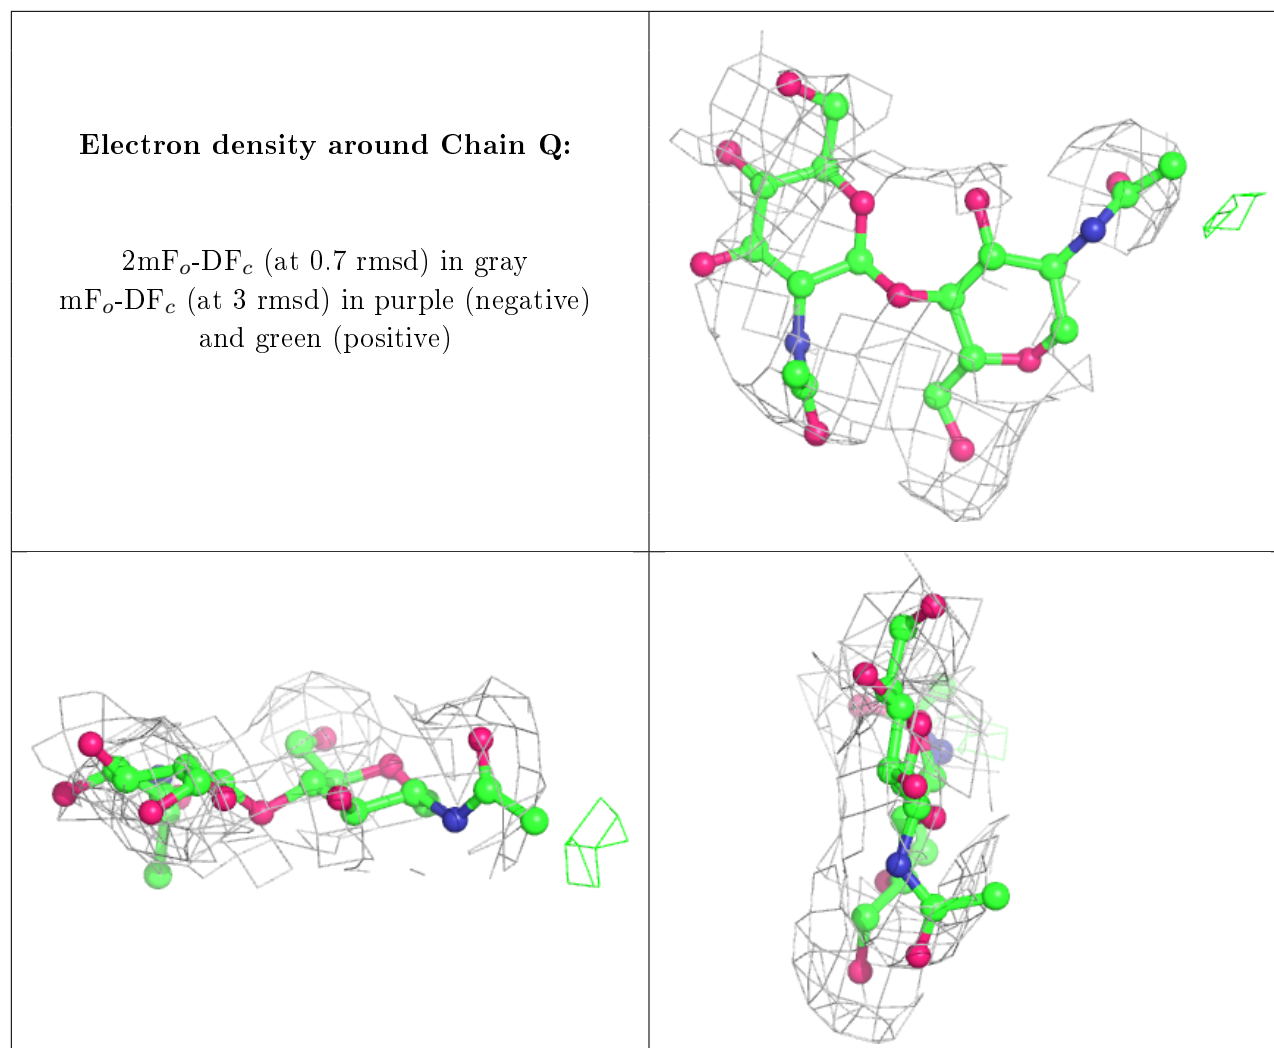 Electron density around Chain Q:
2mFₒ-DF𝒸 (at 0.7 rmsd) in gray
mFₒ-DF𝒸 (at 3 rmsd) in purple (negative)
and green (positive)